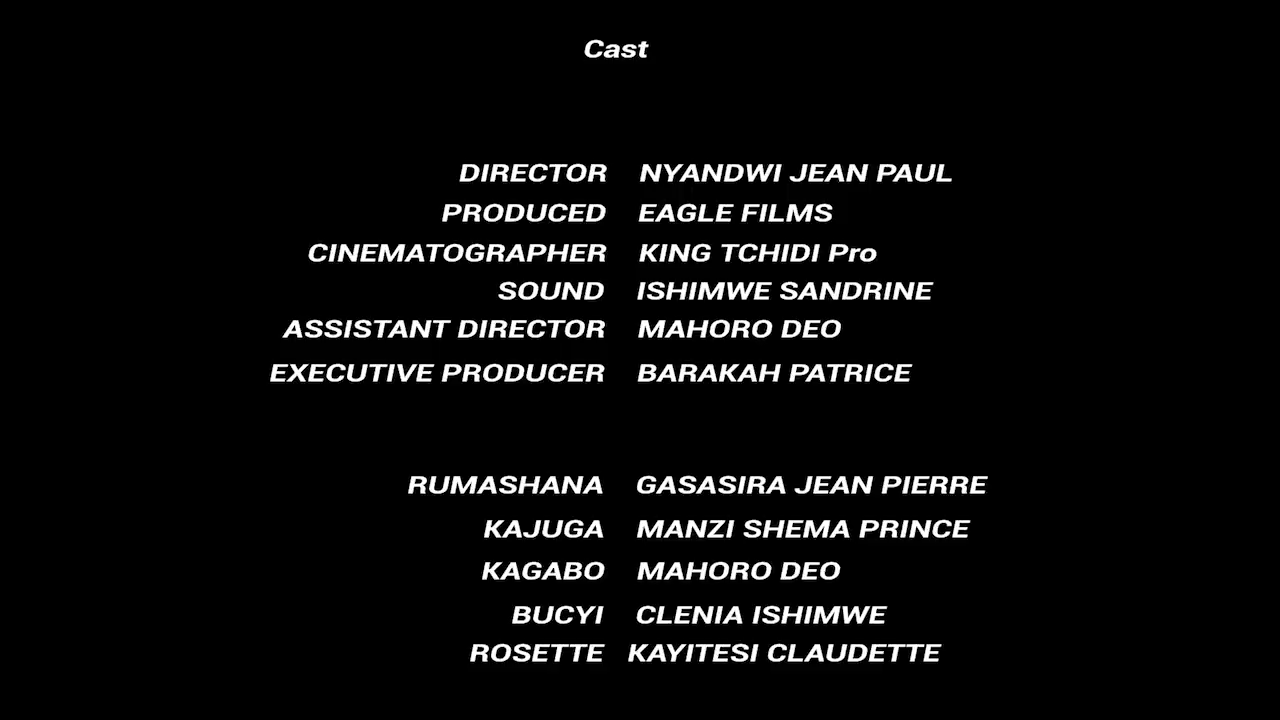 Cast
DIRECTOR NYANDWI JEAN PAUL
PRODUCED EAGLE FILMS
CINEMATOGRAPHER KING TCHIDI Pro
SOUND ISHIMWE SANDRINE
ASSISTANT DIRECTOR MAHORO DEO
EXECUTIVE PRODUCER BARAKAH PATRICE
RUMASHANA GASASIRA JEAN PIERRE
KAJUGA MANZI SHEMA PRINCE
KAGABO MAHORO DEO
BUCYI CLENIA ISHIMWE
ROSETTE KAYITESI CLAUDETTE